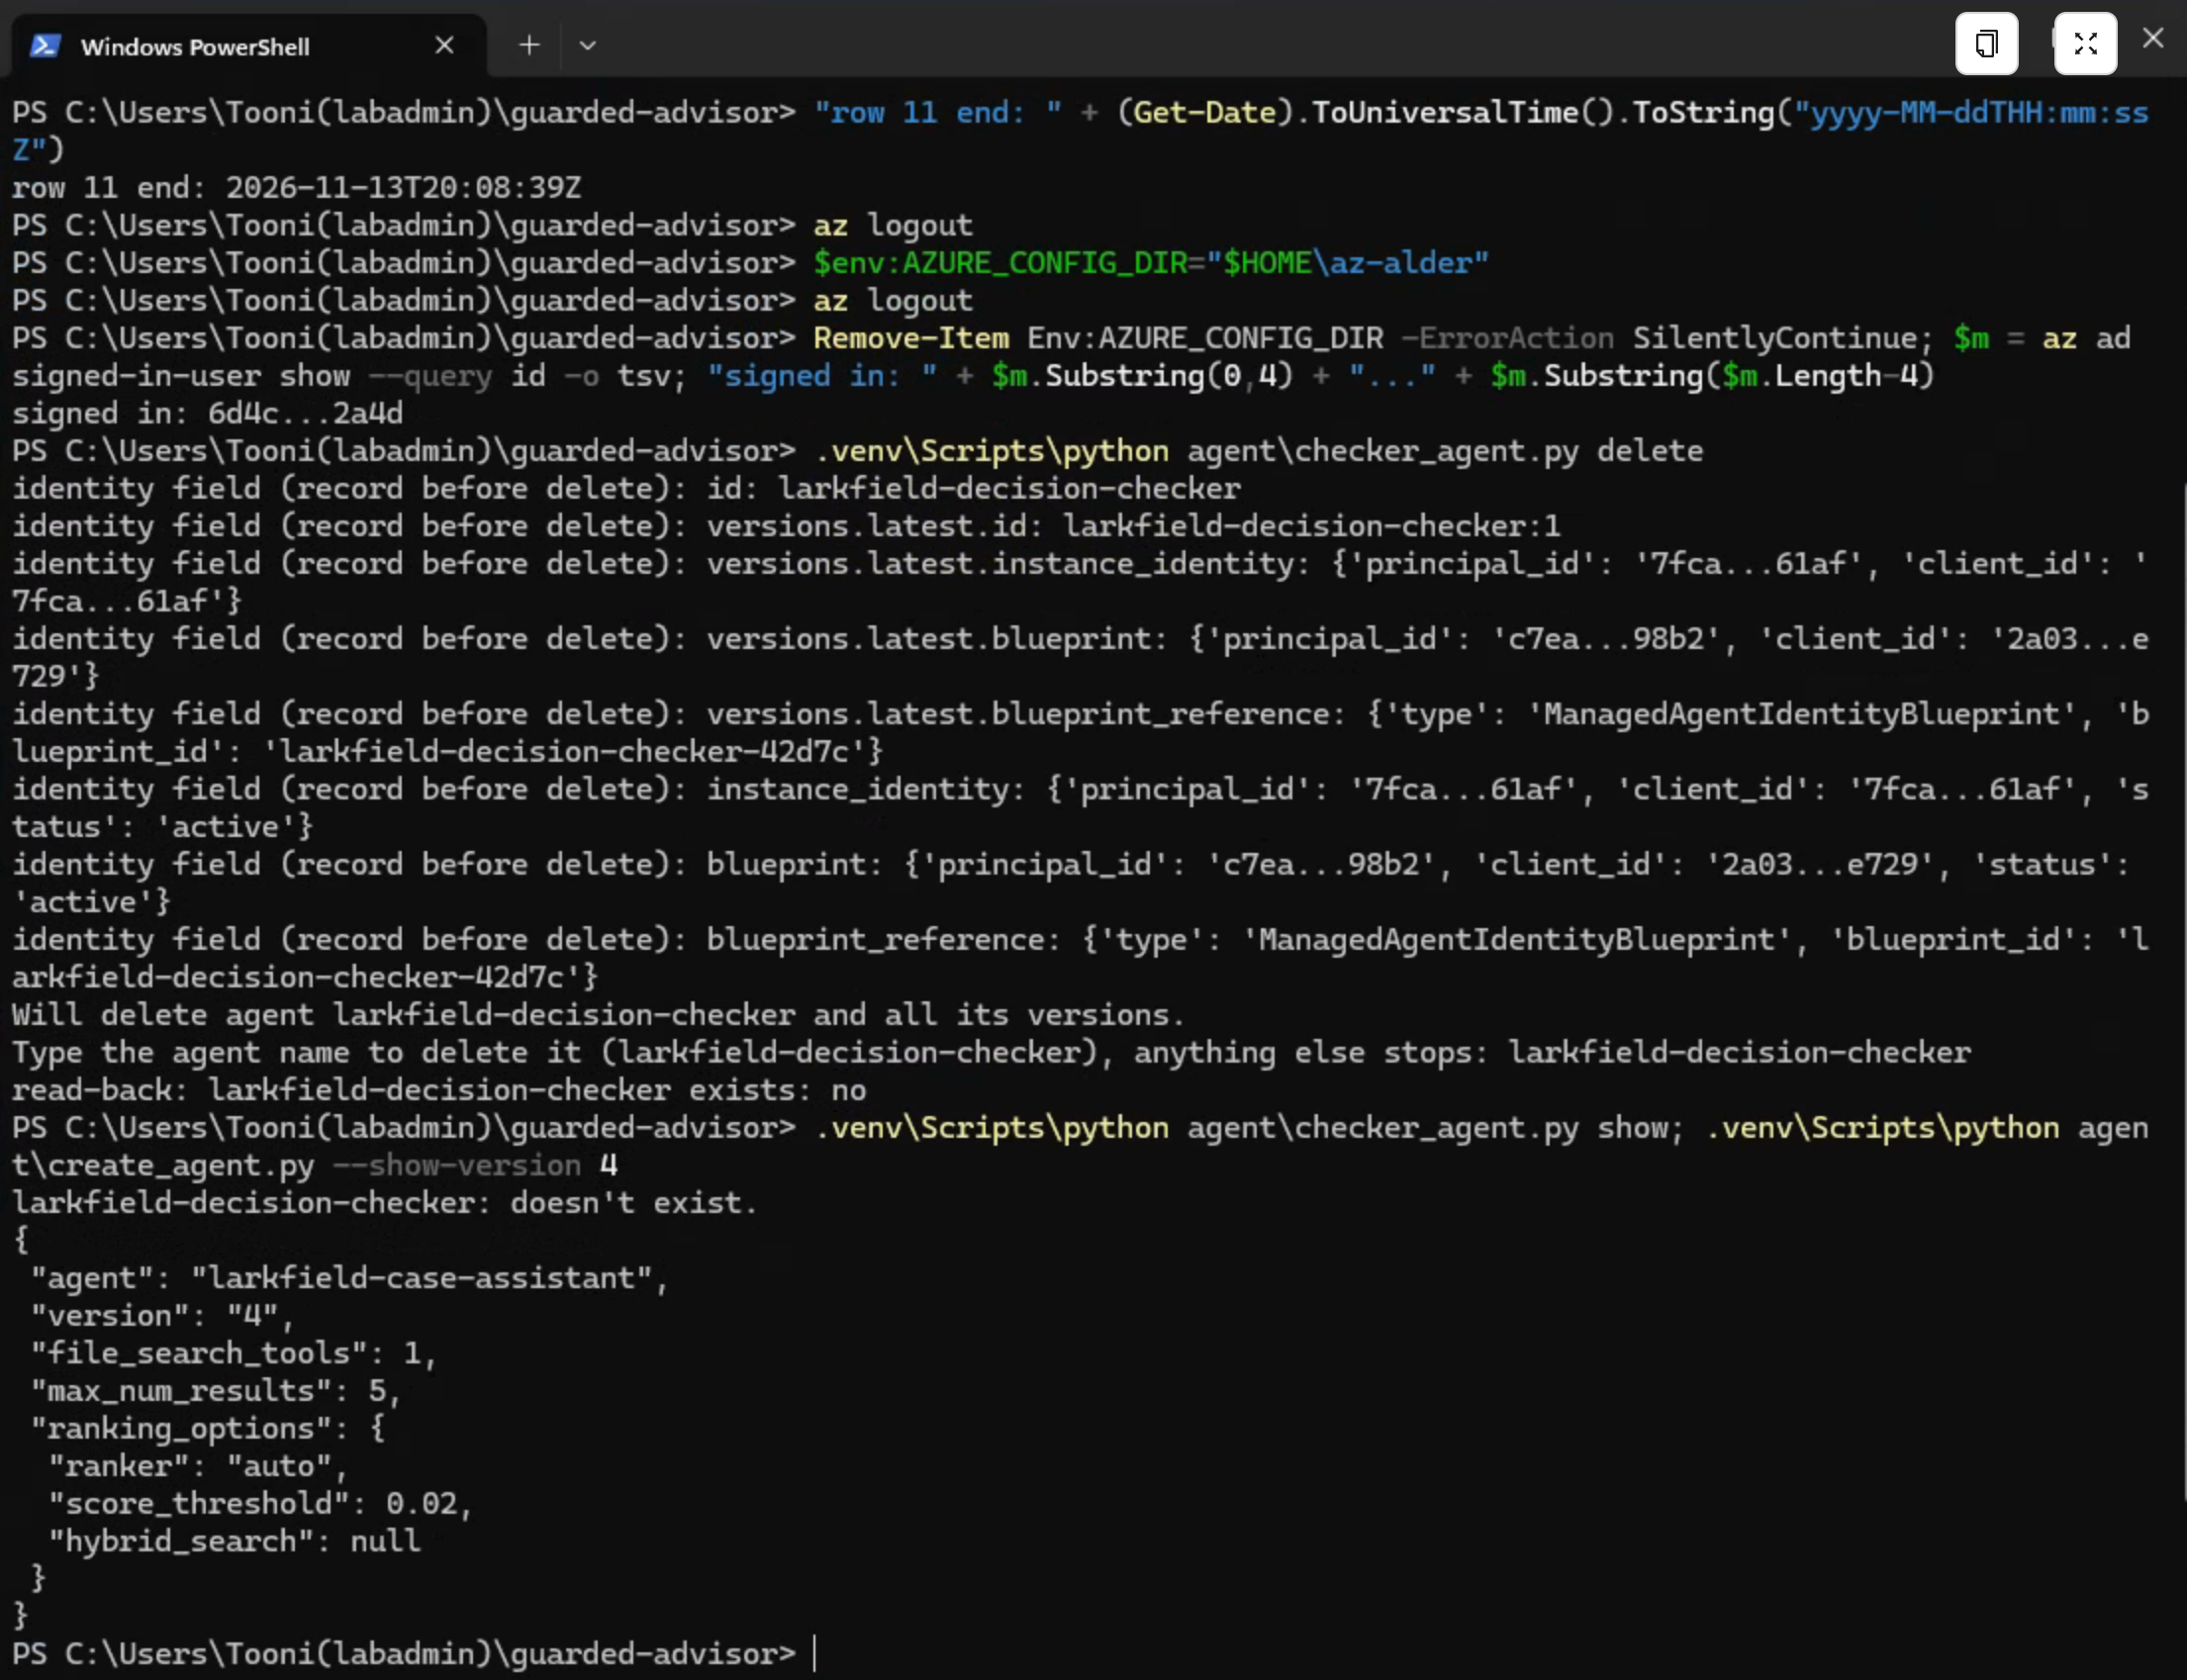 Windows PowerShell
PS C:\Users\Tooni(labadmin)\guarded-advisor> "row 11 end: " + (Get-Date).ToUniversalTime().ToString("yyyy-MM-ddTHH:mm:ss
Z")
row 11 end: 2026-11-13T20:08:39Z
PS C:\Users\Tooni(labadmin)\guarded-advisor> az logout
PS C:\Users\Tooni(labadmin)\guarded-advisor> $env:AZURE_CONFIG_DIR="$HOME\az-alder"
PS C:\Users\Tooni(labadmin)\guarded-advisor> az logout
PS C:\Users\Tooni(labadmin)\guarded-advisor> Remove-Item Env:AZURE_CONFIG_DIR -ErrorAction SilentlyContinue; $m = az ad
signed-in-user show --query id -o tsv; "signed in: " + $m.Substring(0,4) + "..." + $m.Substring($m.Length-4)
signed in: 6d4c...2a4d
PS C:\Users\Tooni(labadmin)\guarded-advisor> .venv\Scripts\python agent\checker_agent.py delete
identity field (record before delete): id: larkfield-decision-checker
identity field (record before delete): versions.latest.id: larkfield-decision-checker:1
identity field (record before delete): versions.latest.instance_identity: {'principal_id': '7fca...61af', 'client_id': '
7fca...61af'}
identity field (record before delete): versions.latest.blueprint: {'principal_id': 'c7ea...98b2', 'client_id': '2a03...e
729'}
identity field (record before delete): versions.latest.blueprint_reference: {'type': 'ManagedAgentIdentityBlueprint', 'b
lueprint_id': 'larkfield-decision-checker-42d7c'}
identity field (record before delete): instance_identity: {'principal_id': '7fca...61af', 'client_id': '7fca...61af', 's
tatus': 'active'}
identity field (record before delete): blueprint: {'principal_id': 'c7ea...98b2', 'client_id': '2a03...e729', 'status':
'active'}
identity field (record before delete): blueprint_reference: {'type': 'ManagedAgentIdentityBlueprint', 'blueprint_id': 'l
arkfield-decision-checker-42d7c'}
Will delete agent larkfield-decision-checker and all its versions.
Type the agent name to delete it (larkfield-decision-checker), anything else stops: larkfield-decision-checker
read-back: larkfield-decision-checker exists: no
PS C:\Users\Tooni(labadmin)\guarded-advisor> .venv\Scripts\python agent\checker_agent.py show; .venv\Scripts\python agen
t\create_agent.py --show-version 4
larkfield-decision-checker: doesn't exist.
{
 "agent": "larkfield-case-assistant",
 "version": "4",
 "file_search_tools": 1,
 "max_num_results": 5,
 "ranking_options": {
  "ranker": "auto",
  "score_threshold": 0.02,
  "hybrid_search": null
 }
}
PS C:\Users\Tooni(labadmin)\guarded-advisor>